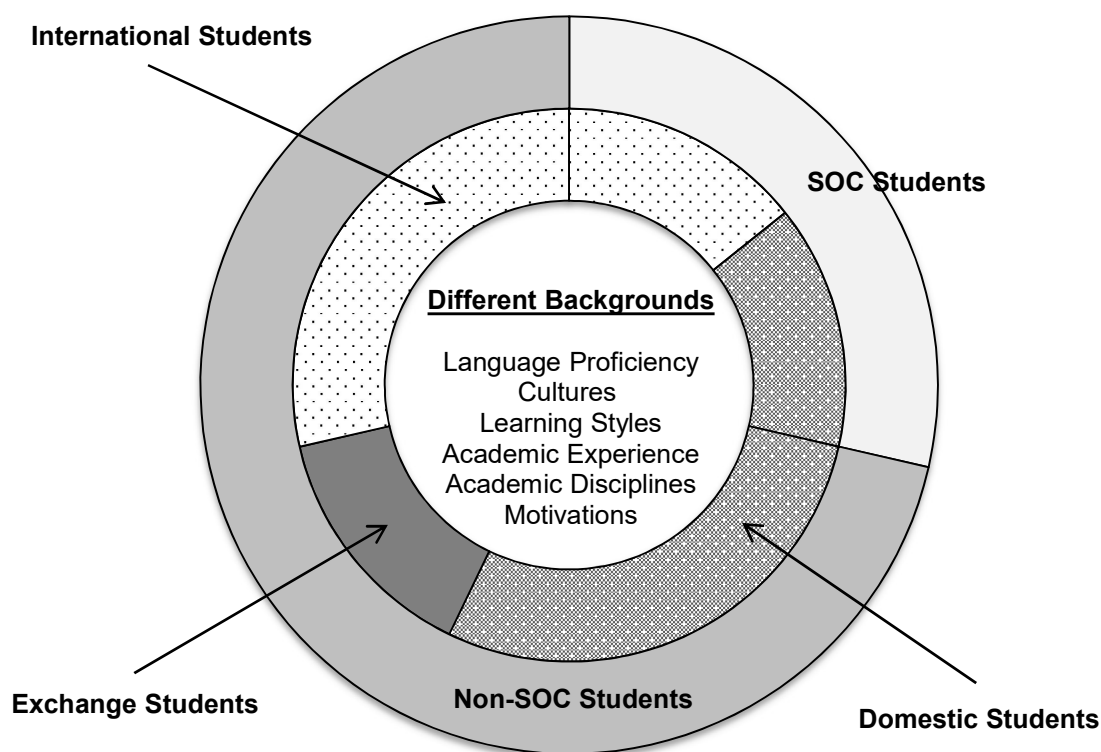 International Students
SOC Students
Different Backgrounds
Language Proficiency
Cultures
Learning Styles
Academic Experience
Academic Disciplines
Motivations
Exchange Students
Non-SOC Students
Domestic Students